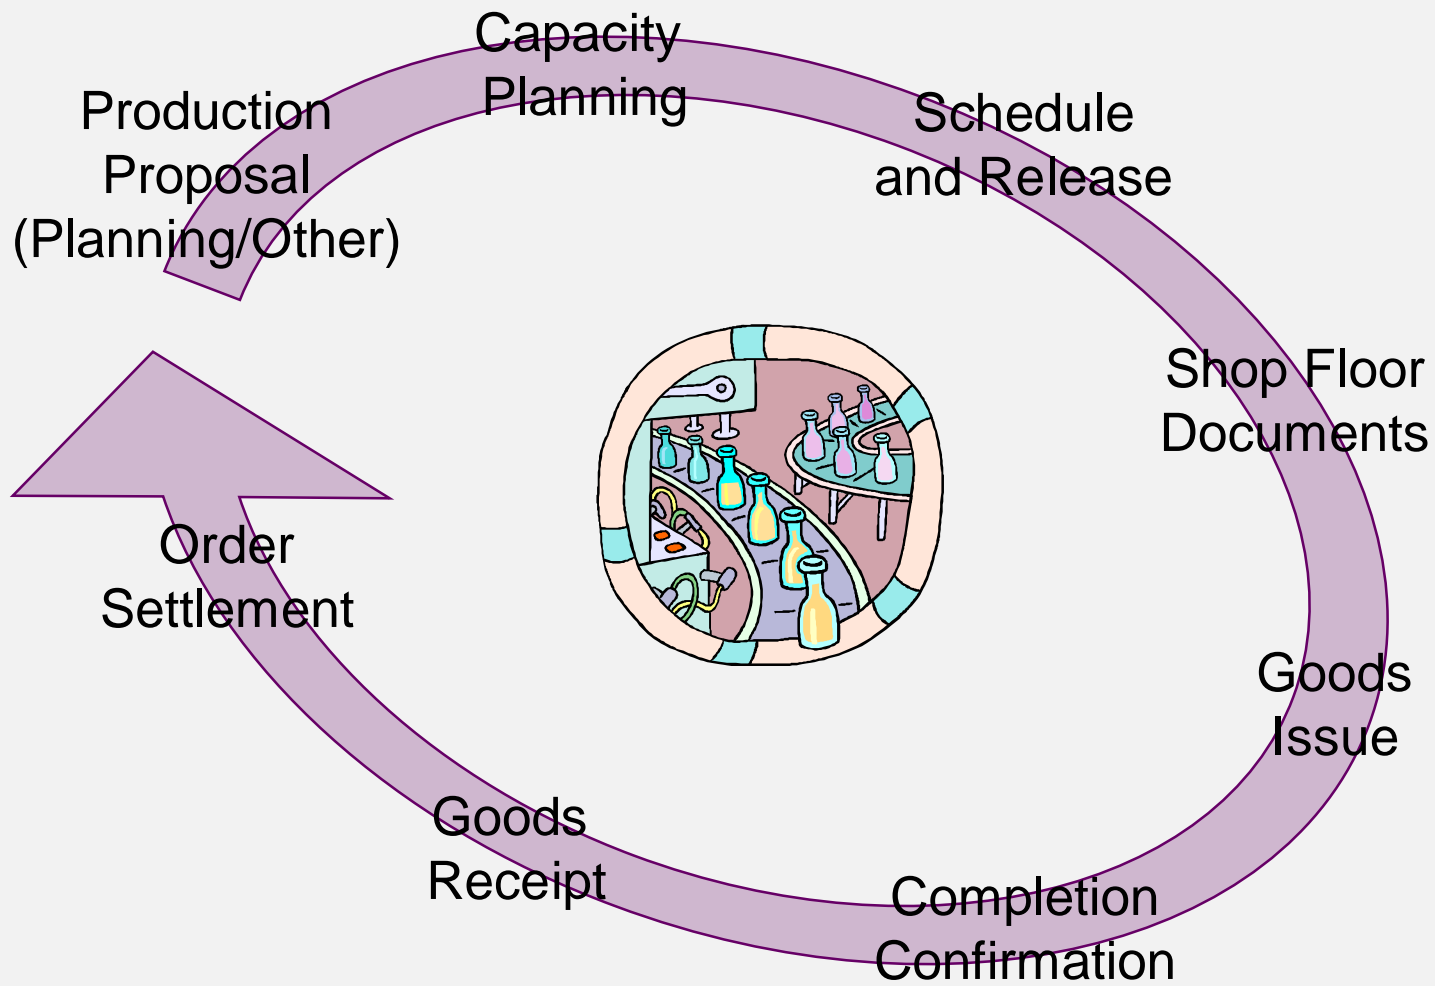 Capacity
Planning
Production
Proposal
(Planning/Other)
Schedule
and Release
Shop Floor
Documents
Goods
Issue
Completion
Confirmation
Goods
Receipt
Order
Settlement